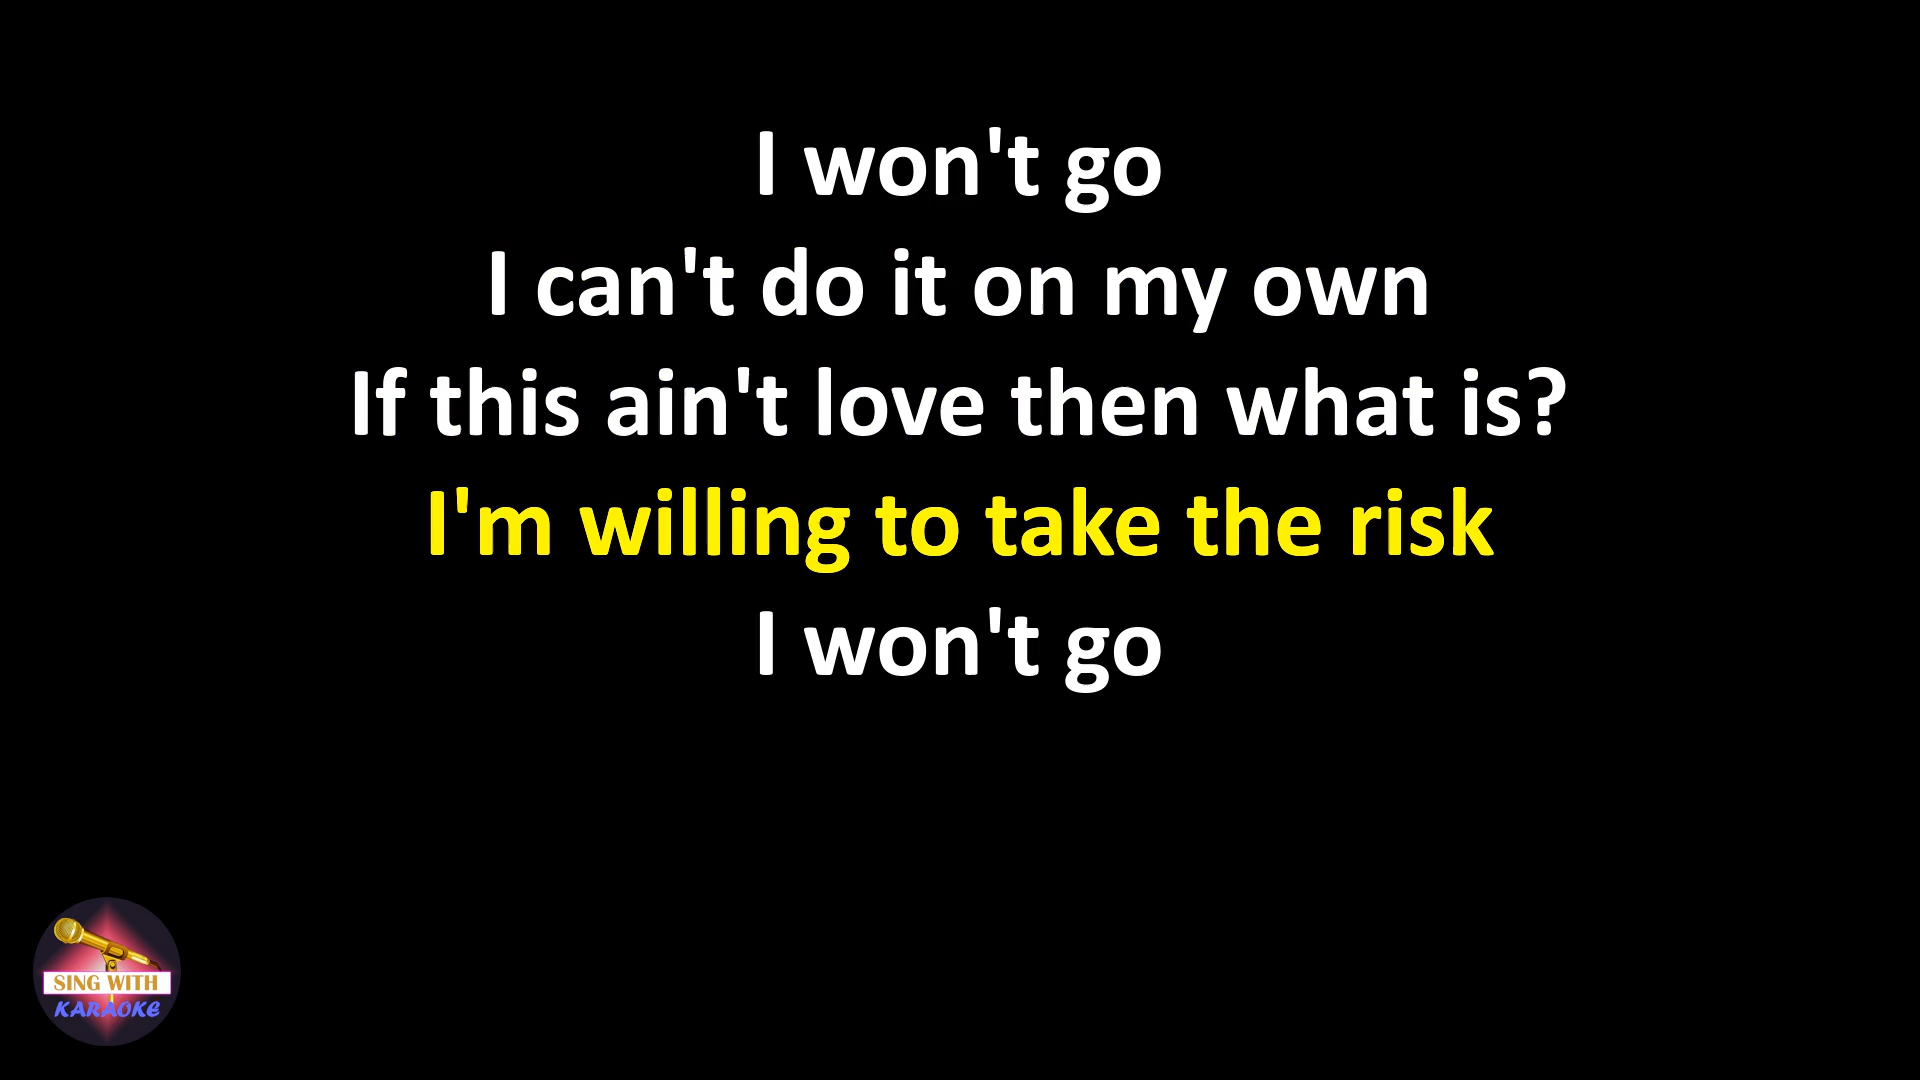 I won't go
I can't do it on my own
If this ain't love then what is?
I'm willing to take the risk
I won't go
SING WITH
KARAOKE